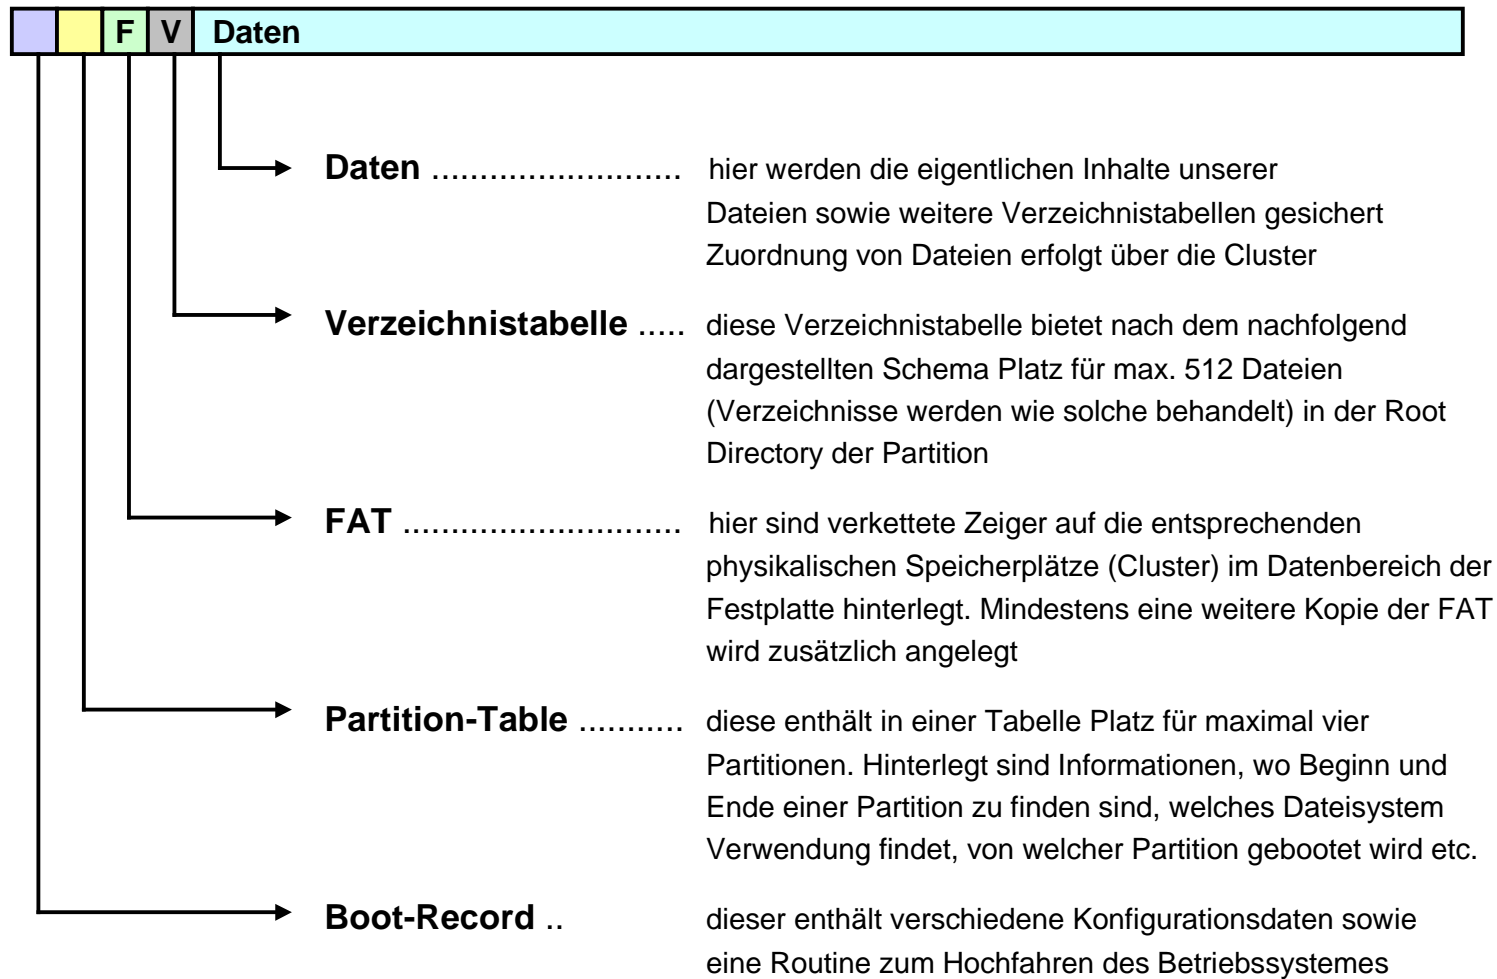 F V Daten
Daten .......................... hier werden die eigentlichen Inhalte unserer
Dateien sowie weitere Verzeichnistabellen gesichert
Zuordnung von Dateien erfolgt über die Cluster
Verzeichnistabelle ..... diese Verzeichnistabelle bietet nach dem nachfolgend
dargestellten Schema Platz für max. 512 Dateien
(Verzeichnisse werden wie solche behandelt) in der Root
Directory der Partition
FAT ............................. hier sind verkettete Zeiger auf die entsprechenden
physikalischen Speicherplätze (Cluster) im Datenbereich der
Festplatte hinterlegt. Mindestens eine weitere Kopie der FAT
wird zusätzlich angelegt
Partition-Table ........... diese enthält in einer Tabelle Platz für maximal vier
Partitionen. Hinterlegt sind Informationen, wo Beginn und
Ende einer Partition zu finden sind, welches Dateisystem
Verwendung findet, von welcher Partition gebootet wird etc.
Boot-Record .. dieser enthält verschiedene Konfigurationsdaten sowie
eine Routine zum Hochfahren des Betriebssystemes